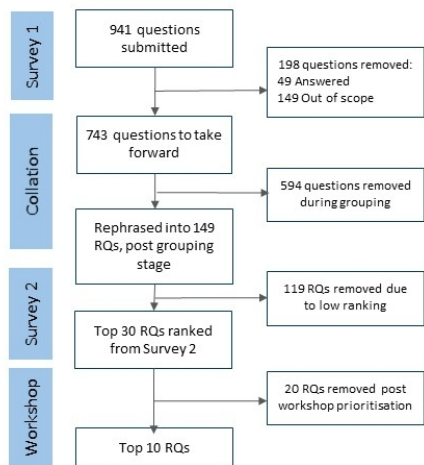 Survey 1
941 questions
submitted
198 questions removed:
49 Answered
149 Out of scope
Collation
743 questions to take
forward
594 questions removed
during grouping
Rephrased into 149
RQs, post grouping
stage
Survey 2
119 RQs removed due
to low ranking
Top 30 RQs ranked
from Survey 2
Workshop
20 RQs removed post
workshop prioritisation
Top 10 RQs